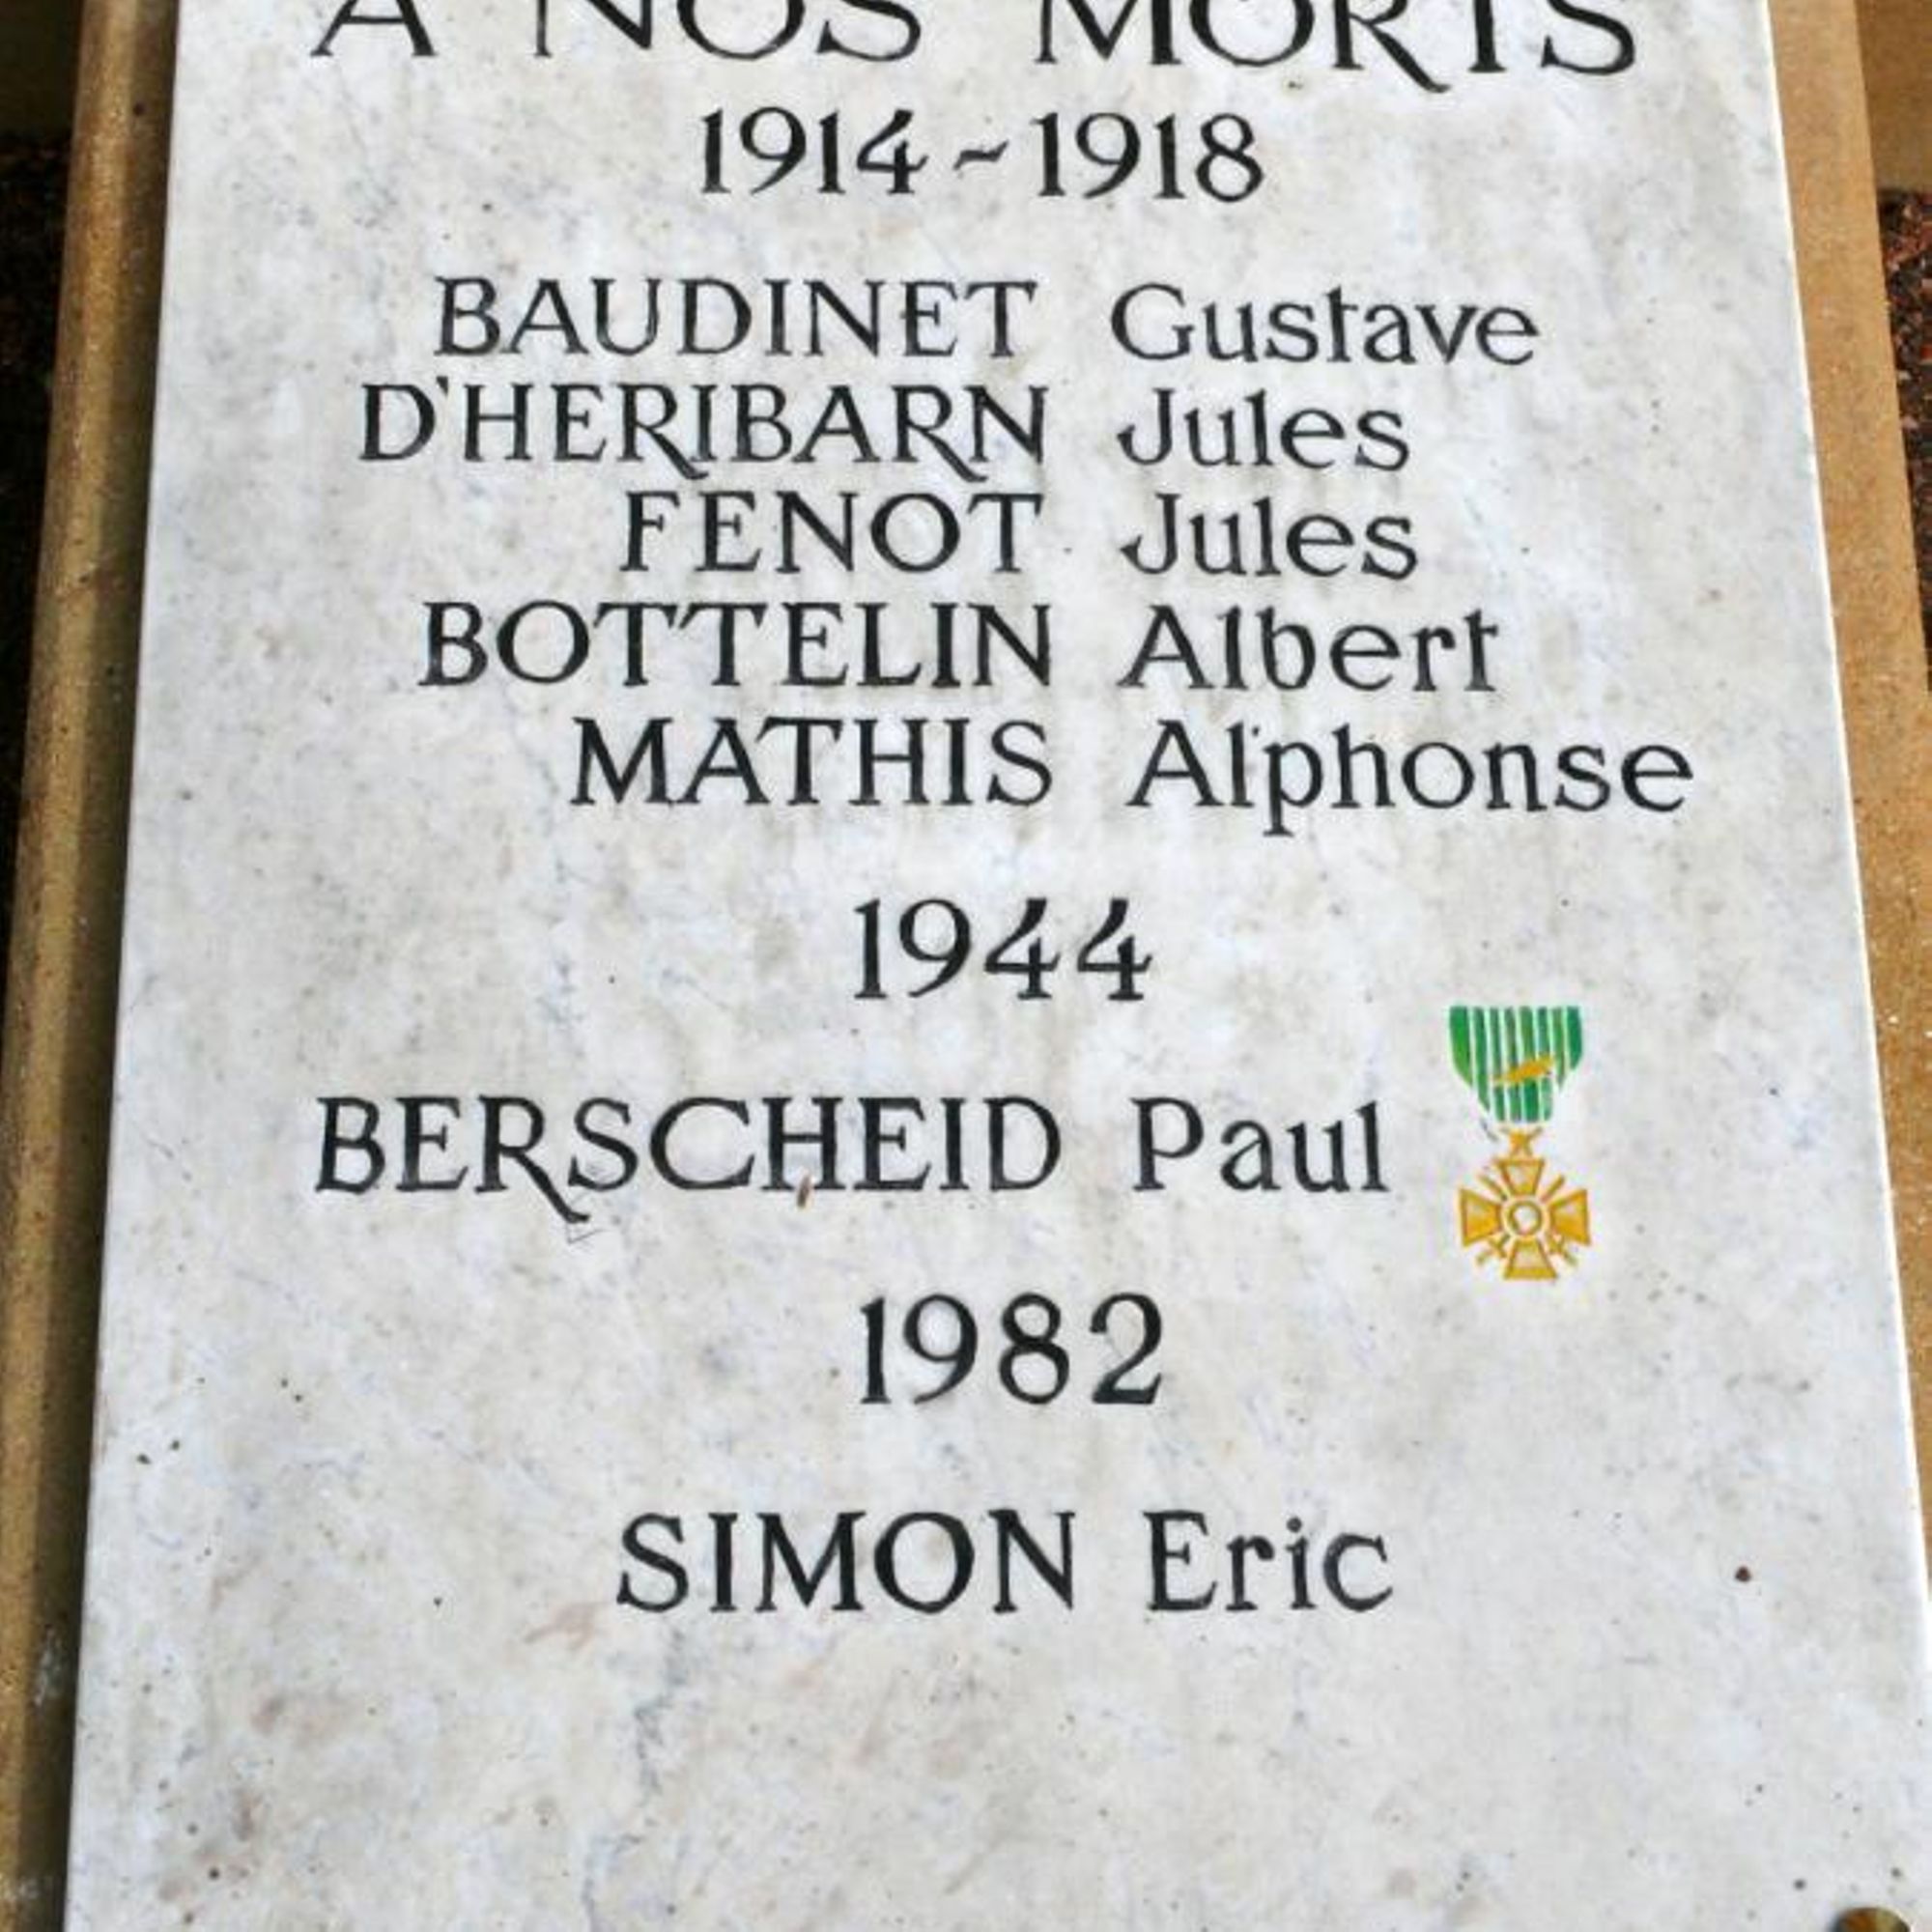 A NOS MORTS
1914~1918
BAUDINET Gustave
D'HERIBARN Jules
FENOT Jules
BOTTELIN Albert
MATHIS Alphonse
1944
BERSCHEID Paul
1982
SIMON Eric